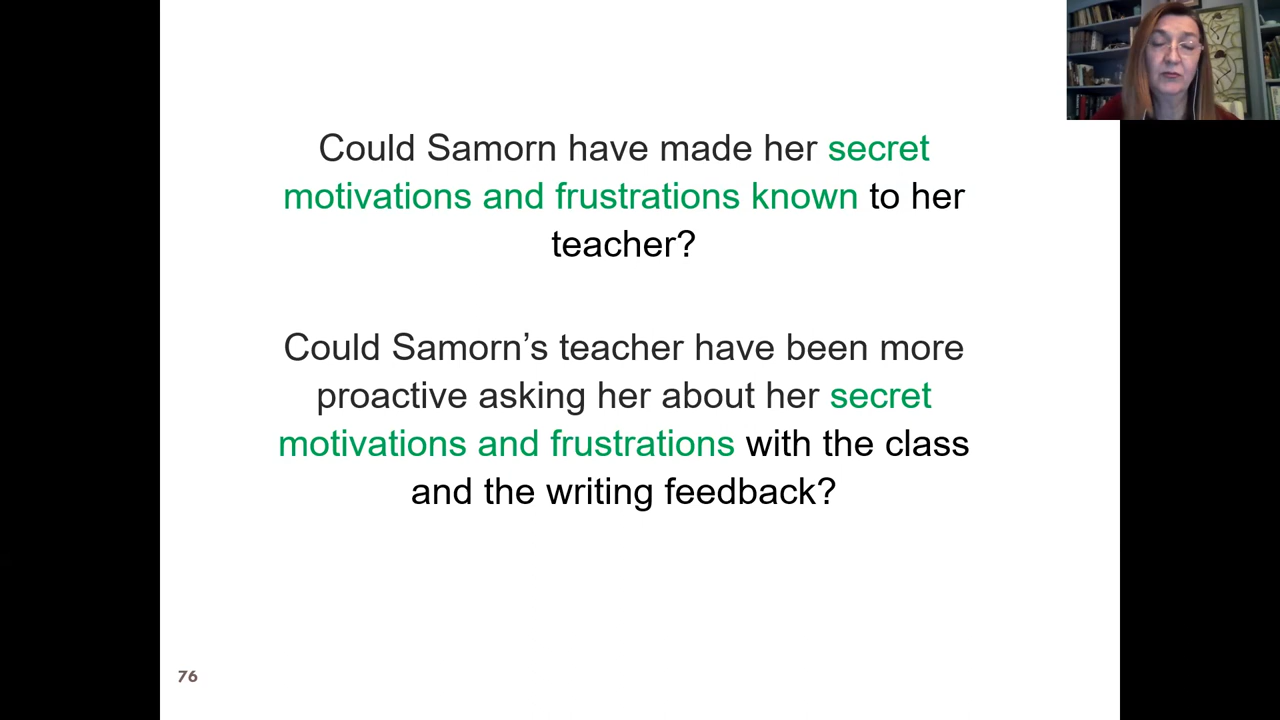 Could Samorn have made her secret
motivations and frustrations known to her
teacher?
Could Samorn’s teacher have been more
proactive asking her about her secret
motivations and frustrations with the class
and the writing feedback?
76